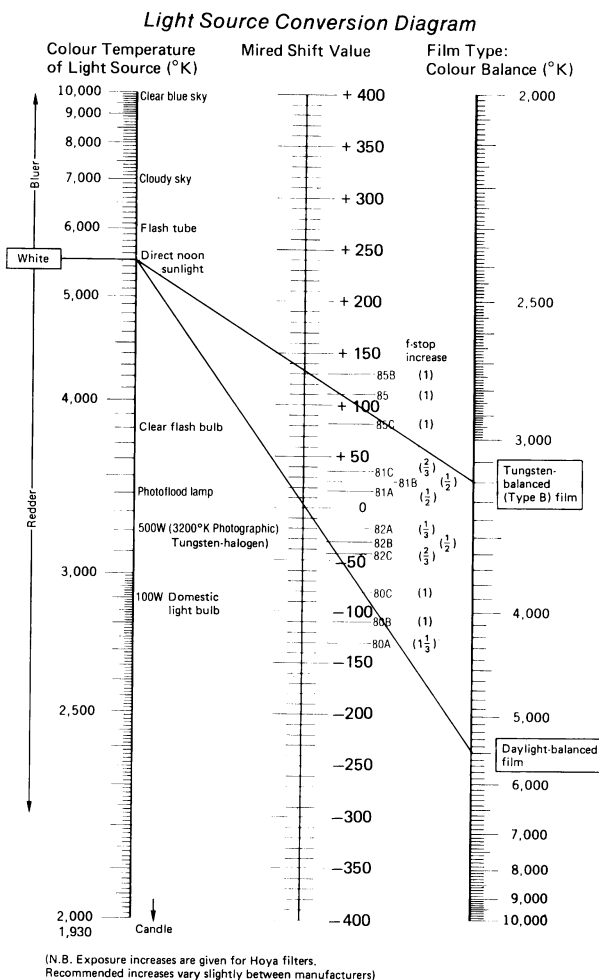 Light Source Conversion Diagram
Colour Temperature
of Light Source (°K)
Mired Shift Value
Film Type:
Colour Balance (°K)
10,000
9,000
8,000
7,000
6,000
5,000
4,000
3,000
2,500
2,000
1,930
Bluer
White
Redder
Clear blue sky
Cloudy sky
Flash tube
Direct noon
sunlight
Clear flash bulb
Photoflood lamp
500W (3200°K Photographic)
Tungsten-halogen)
100W Domestic
light bulb
Candle
+ 400
+ 350
+ 300
+ 250
+ 200
+ 150
+ 100
+ 50
0
−50
−100
−150
−200
−250
−300
−350
−400
f-stop
increase
85B (1)
85 (1)
85C (1)
81C (2/3)
81B (1/2)
81A (1/2)
82A (1/3)
82B (1/2)
82C (2/3)
80C (1)
80B (1)
80A (1 1/3)
2,000
2,500
3,000
Tungsten-
balanced
(Type B) film
4,000
5,000
Daylight-balanced
film
6,000
7,000
8,000
9,000
10,000
(N.B. Exposure increases are given for Hoya filters.
Recommended increases vary slightly between manufacturers)